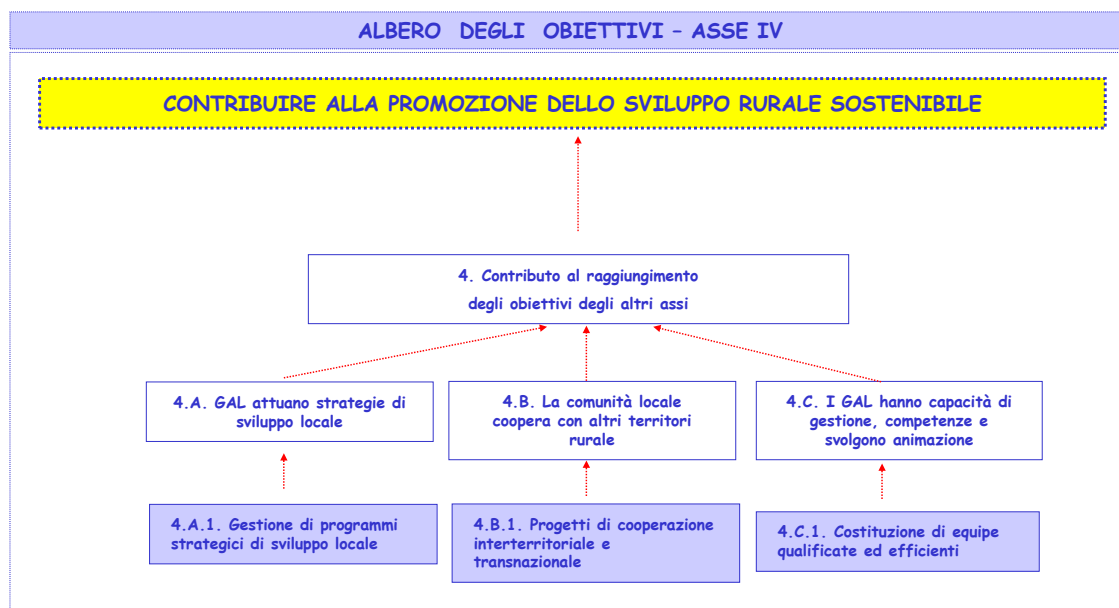 ALBERO DEGLI OBIETTIVI – ASSE IV
CONTRIBUIRE ALLA PROMOZIONE DELLO SVILUPPO RURALE SOSTENIBILE
4. Contributo al raggiungimento
degli obiettivi degli altri assi
4.A. GAL attuano strategie di
sviluppo locale
4.B. La comunità locale
coopera con altri territori
rurale
4.C. I GAL hanno capacità di
gestione, competenze e
svolgono animazione
4.A.1. Gestione di programmi
strategici di sviluppo locale
4.B.1. Progetti di cooperazione
interterritoriale e
transnazionale
4.C.1. Costituzione di equipe
qualificate ed efficienti